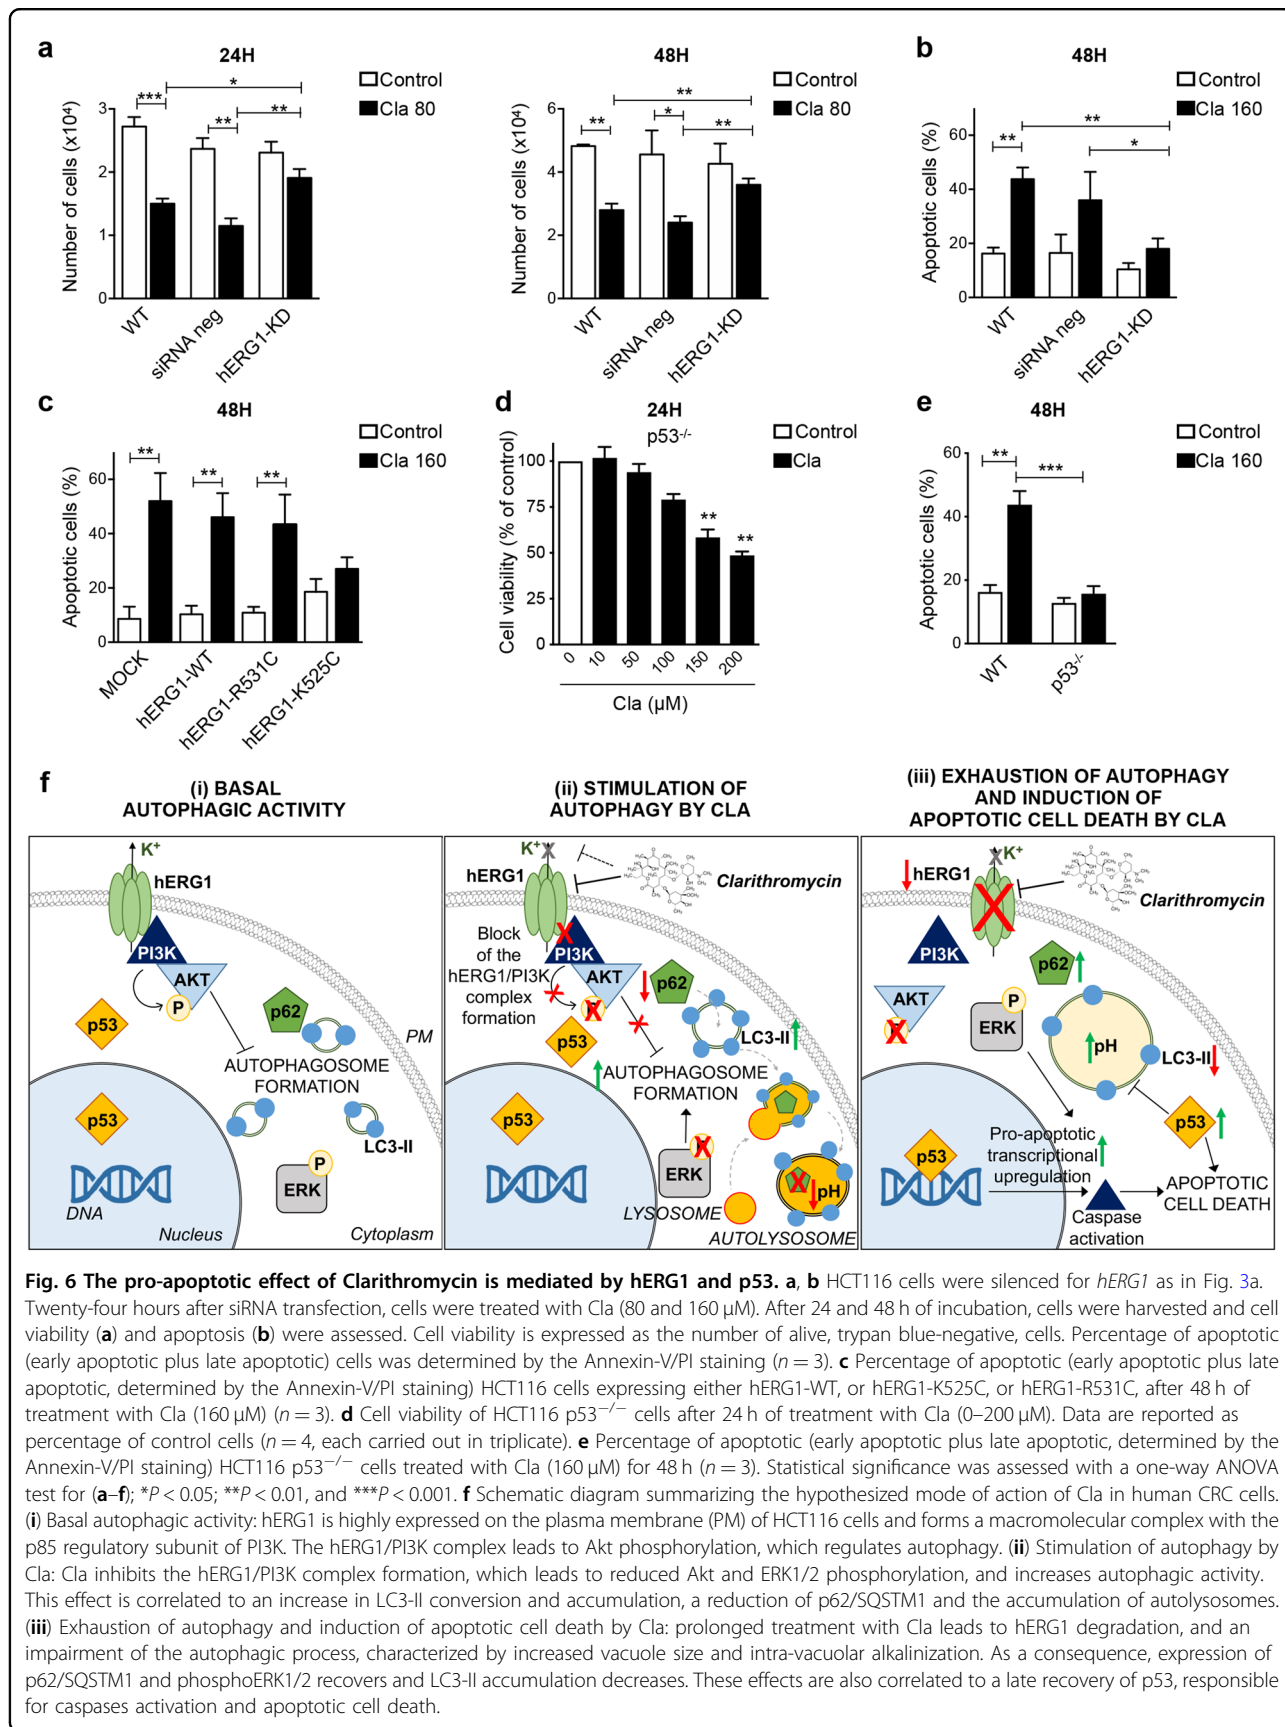 a
24H
Control
Cla 80
Number of cells (x10⁴)
3
2
1
0
***
*
**
**
WT
siRNA neg
hERG1-KD
48H
Control
Cla 80
Number of cells (x10⁴)
6
4
2
0
**
**
*
**
WT
siRNA neg
hERG1-KD
b
48H
Control
Cla 160
Apoptotic cells (%)
60
40
20
0
**
**
*
WT
siRNA neg
hERG1-KD
c
48H
Control
Cla 160
Apoptotic cells (%)
60
40
20
0
**
**
**
MOCK
hERG1-WT
hERG1-R531C
hERG1-K525C
d
24H
p53-/-
Control
Cla
Cell viability (% of control)
100
75
50
25
0
**
**
0
10
50
100
150
200
Cla (µM)
e
48H
Control
Cla 160
Apoptotic cells (%)
60
40
20
0
**
***
WT
p53-/-
f
(i) BASAL
AUTOPHAGIC ACTIVITY
K+
hERG1
PI3K
AKT
P
p53
p62
PM
AUTOPHAGOSOME
FORMATION
p53
LC3-II
P
ERK
DNA
Nucleus
Cytoplasm
(ii) STIMULATION OF
AUTOPHAGY BY CLA
K+
hERG1
Clarithromycin
Block
of the
hERG1/PI3K
complex
formation
PI3K
AKT
P
p62
p53
LC3-II
AUTOPHAGOSOME
FORMATION
p53
P
ERK
LYSOSOME
pH
AUTOLYSOSOME
(iii) EXHAUSTION OF AUTOPHAGY
AND INDUCTION OF
APOPTOTIC CELL DEATH BY CLA
K+
hERG1
Clarithromycin
PI3K
p62
AKT
P
P
ERK
pH
LC3-II
p53
Pro-apoptotic
transcriptional
upregulation
p53
Caspase
activation
APOPTOTIC
CELL DEATH
Fig. 6 The pro-apoptotic effect of Clarithromycin is mediated by hERG1 and p53. a, b HCT116 cells were silenced for hERG1 as in Fig. 3a.
Twenty-four hours after siRNA transfection, cells were treated with Cla (80 and 160 µM). After 24 and 48 h of incubation, cells were harvested and cell
viability (a) and apoptosis (b) were assessed. Cell viability is expressed as the number of alive, trypan blue-negative, cells. Percentage of apoptotic
(early apoptotic plus late apoptotic) cells was determined by the Annexin-V/PI staining (n = 3). c Percentage of apoptotic (early apoptotic plus late
apoptotic, determined by the Annexin-V/PI staining) HCT116 cells expressing either hERG1-WT, or hERG1-K525C, or hERG1-R531C, after 48 h of
treatment with Cla (160 µM) (n = 3). d Cell viability of HCT116 p53−/− cells after 24 h of treatment with Cla (0–200 µM). Data are reported as
percentage of control cells (n = 4, each carried out in triplicate). e Percentage of apoptotic (early apoptotic plus late apoptotic, determined by the
Annexin-V/PI staining) HCT116 p53−/− cells treated with Cla (160 µM) for 48 h (n = 3). Statistical significance was assessed with a one-way ANOVA
test for (a–f); *P < 0.05; **P < 0.01, and ***P < 0.001. f Schematic diagram summarizing the hypothesized mode of action of Cla in human CRC cells.
(i) Basal autophagic activity: hERG1 is highly expressed on the plasma membrane (PM) of HCT116 cells and forms a macromolecular complex with the
p85 regulatory subunit of PI3K. The hERG1/PI3K complex leads to Akt phosphorylation, which regulates autophagy. (ii) Stimulation of autophagy by
Cla: Cla inhibits the hERG1/PI3K complex formation, which leads to reduced Akt and ERK1/2 phosphorylation, and increases autophagic activity.
This effect is correlated to an increase in LC3-II conversion and accumulation, a reduction of p62/SQSTM1 and the accumulation of autolysosomes.
(iii) Exhaustion of autophagy and induction of apoptotic cell death by Cla: prolonged treatment with Cla leads to hERG1 degradation, and an
impairment of the autophagic process, characterized by increased vacuole size and intra-vacuolar alkalinization. As a consequence, expression of
p62/SQSTM1 and phosphoERK1/2 recovers and LC3-II accumulation decreases. These effects are also correlated to a late recovery of p53, responsible
for caspases activation and apoptotic cell death.